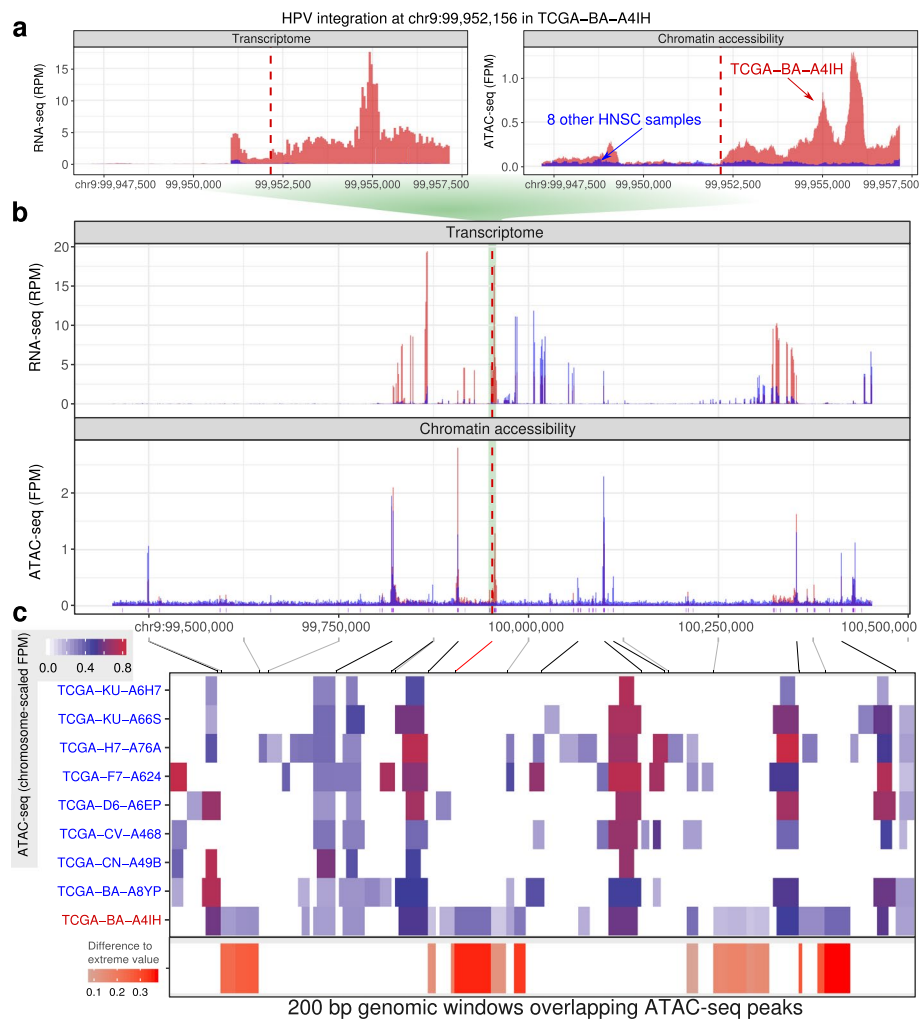 HPV integration at chr9:99,952,156 in TCGA−BA−A4IH
a
Transcriptome
Chromatin accessibility
RNA−seq (RPM)
15
10
5
0
chr9:99,947,500
99,950,000
99,952,500
99,955,000
99,957,500
ATAC−seq (FPM)
1.0
0.5
0.0
TCGA−BA−A4IH
8 other HNSC samples
chr9:99,947,500
99,950,000
99,952,500
99,955,000
99,957,500
b
Transcriptome
RNA−seq (RPM)
20
15
10
5
0
Chromatin accessibility
ATAC−seq (FPM)
2
1
0
chr9:99,500,000
99,750,000
100,000,000
100,250,000
100,500,000
c
ATAC−seq (chromosome−scaled FPM)
0.0 0.4 0.8
TCGA−KU−A6H7
TCGA−KU−A66S
TCGA−H7−A76A
TCGA−F7−A624
TCGA−D6−A6EP
TCGA−CV−A468
TCGA−CN−A49B
TCGA−BA−A8YP
TCGA−BA−A4IH
Difference to
extreme value
0.1 0.2 0.3
200 bp genomic windows overlapping ATAC−seq peaks